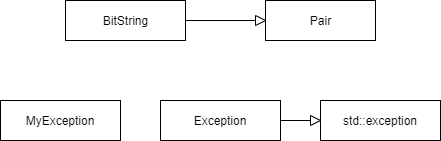 BitString
Pair
MyException
Exception
std::exception